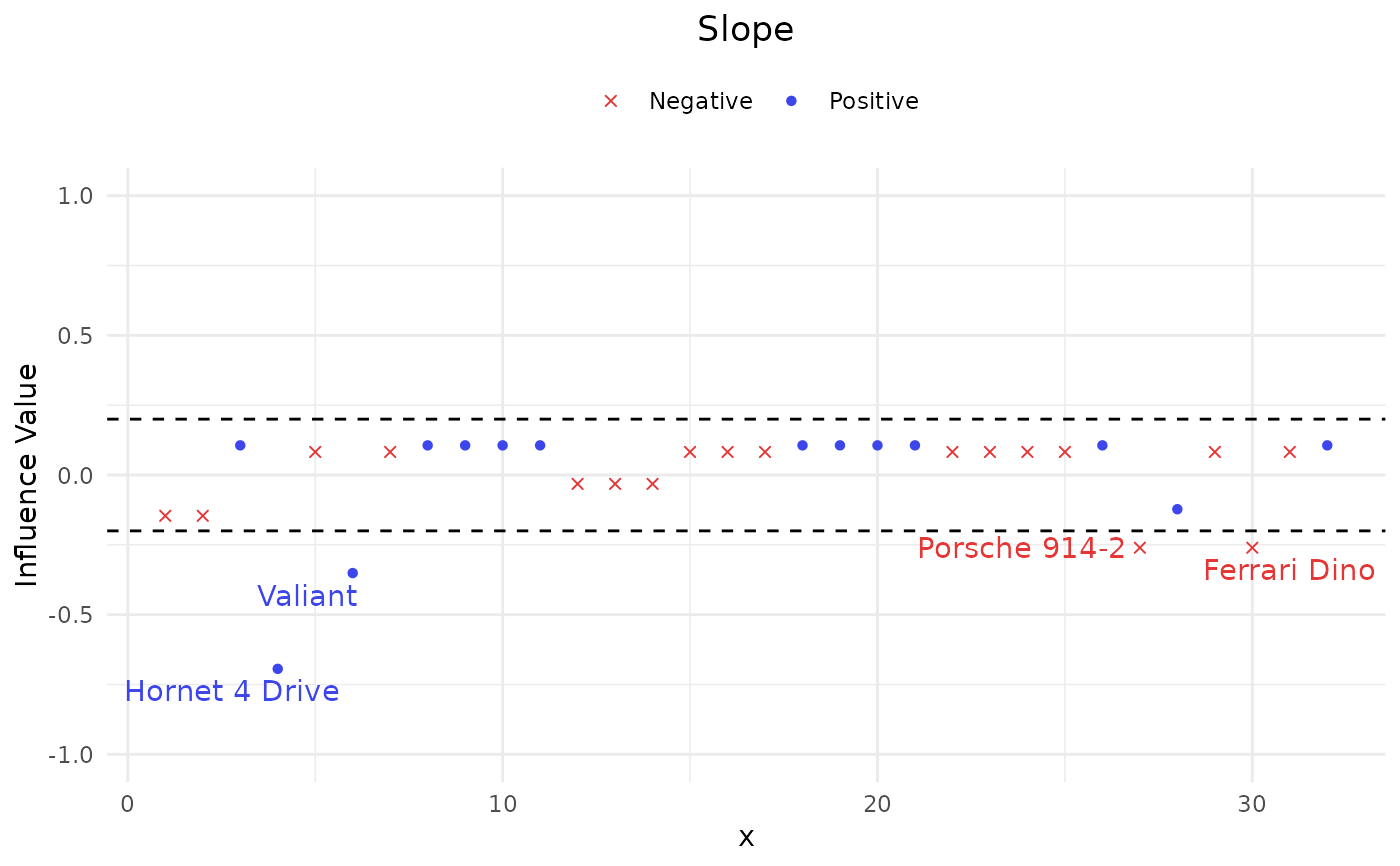 Slope
Negative Positive
1.0
0.5
0.0
-0.5
-1.0
Influence Value
Porsche 914-2
Ferrari Dino
Valiant
Hornet 4 Drive
0 10 20 30
x